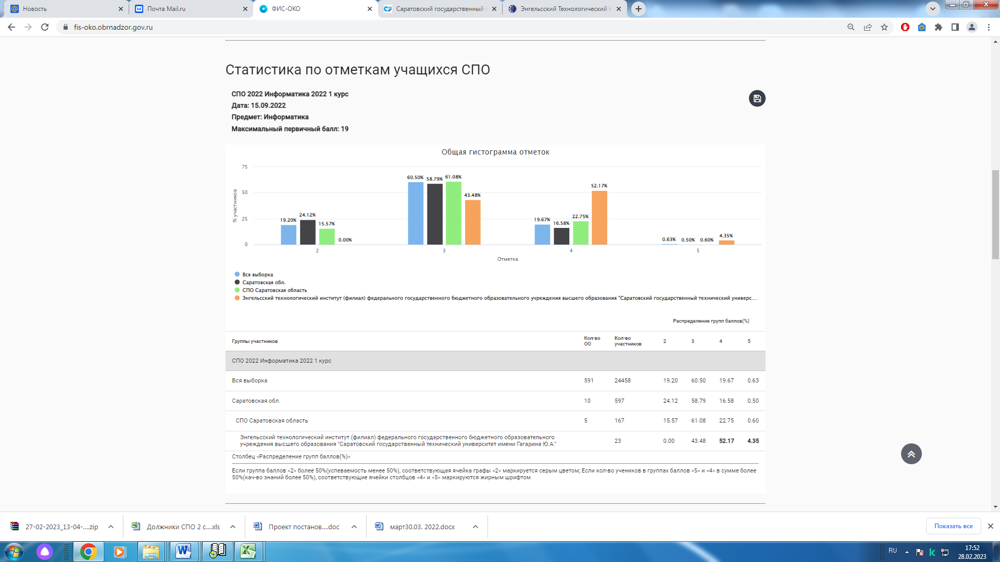 Новость
Почта Mail.ru
ФИС-ОКО
Саратовский государственный
Энгельсский Технологический
fis-oko.obrnadzor.gov.ru
Статистика по отметкам учащихся СПО
СПО 2022 Информатика 2022 1 курс
Дата: 15.09.2022
Предмет: Информатика
Максимальный первичный балл: 19
Общая гистограмма отметок
% участников
75
50
25
0
19.20% 24.12% 15.57% 0.00%
60.50% 58.79% 61.08% 43.48%
19.67% 16.58% 22.75% 52.17%
0.63% 0.50% 0.60% 4.35%
2 3 4 5
Отметка
Вся выборка
Саратовская обл.
СПО Саратовская область
Энгельсский технологический институт (филиал) федерального государственного бюджетного образовательного учреждения высшего образования "Саратовский государственный технический универс...
Распределение групп баллов(%)
Группы участников Кол-во ОО Кол-во участников 2 3 4 5
СПО 2022 Информатика 2022 1 курс
Вся выборка 591 24458 19.20 60.50 19.67 0.63
Саратовская обл. 10 597 24.12 58.79 16.58 0.50
СПО Саратовская область 5 167 15.57 61.08 22.75 0.60
Энгельсский технологический институт (филиал) федерального государственного бюджетного образовательного
учреждения высшего образования "Саратовский государственный технический университет имени Гагарина Ю.А."
23 0.00 43.48 52.17 4.35
Столбец «Распределение групп баллов(%)»
Если группа баллов «2» более 50%(успеваемость менее 50%), соответствующая ячейка графы «2» маркируется серым цветом; Если кол-во учеников в группах баллов «5» и «4» в сумме более
50%(кач-во знаний более 50%), соответствующие ячейки столбцов «4» и «5» маркируются жирным шрифтом
27-02-2023_13-04-....zip
Должники СПО 2 с....xls
Проект постанов....doc
март30.03. 2022.docx
Показать все
RU
17:52
28.02.2023